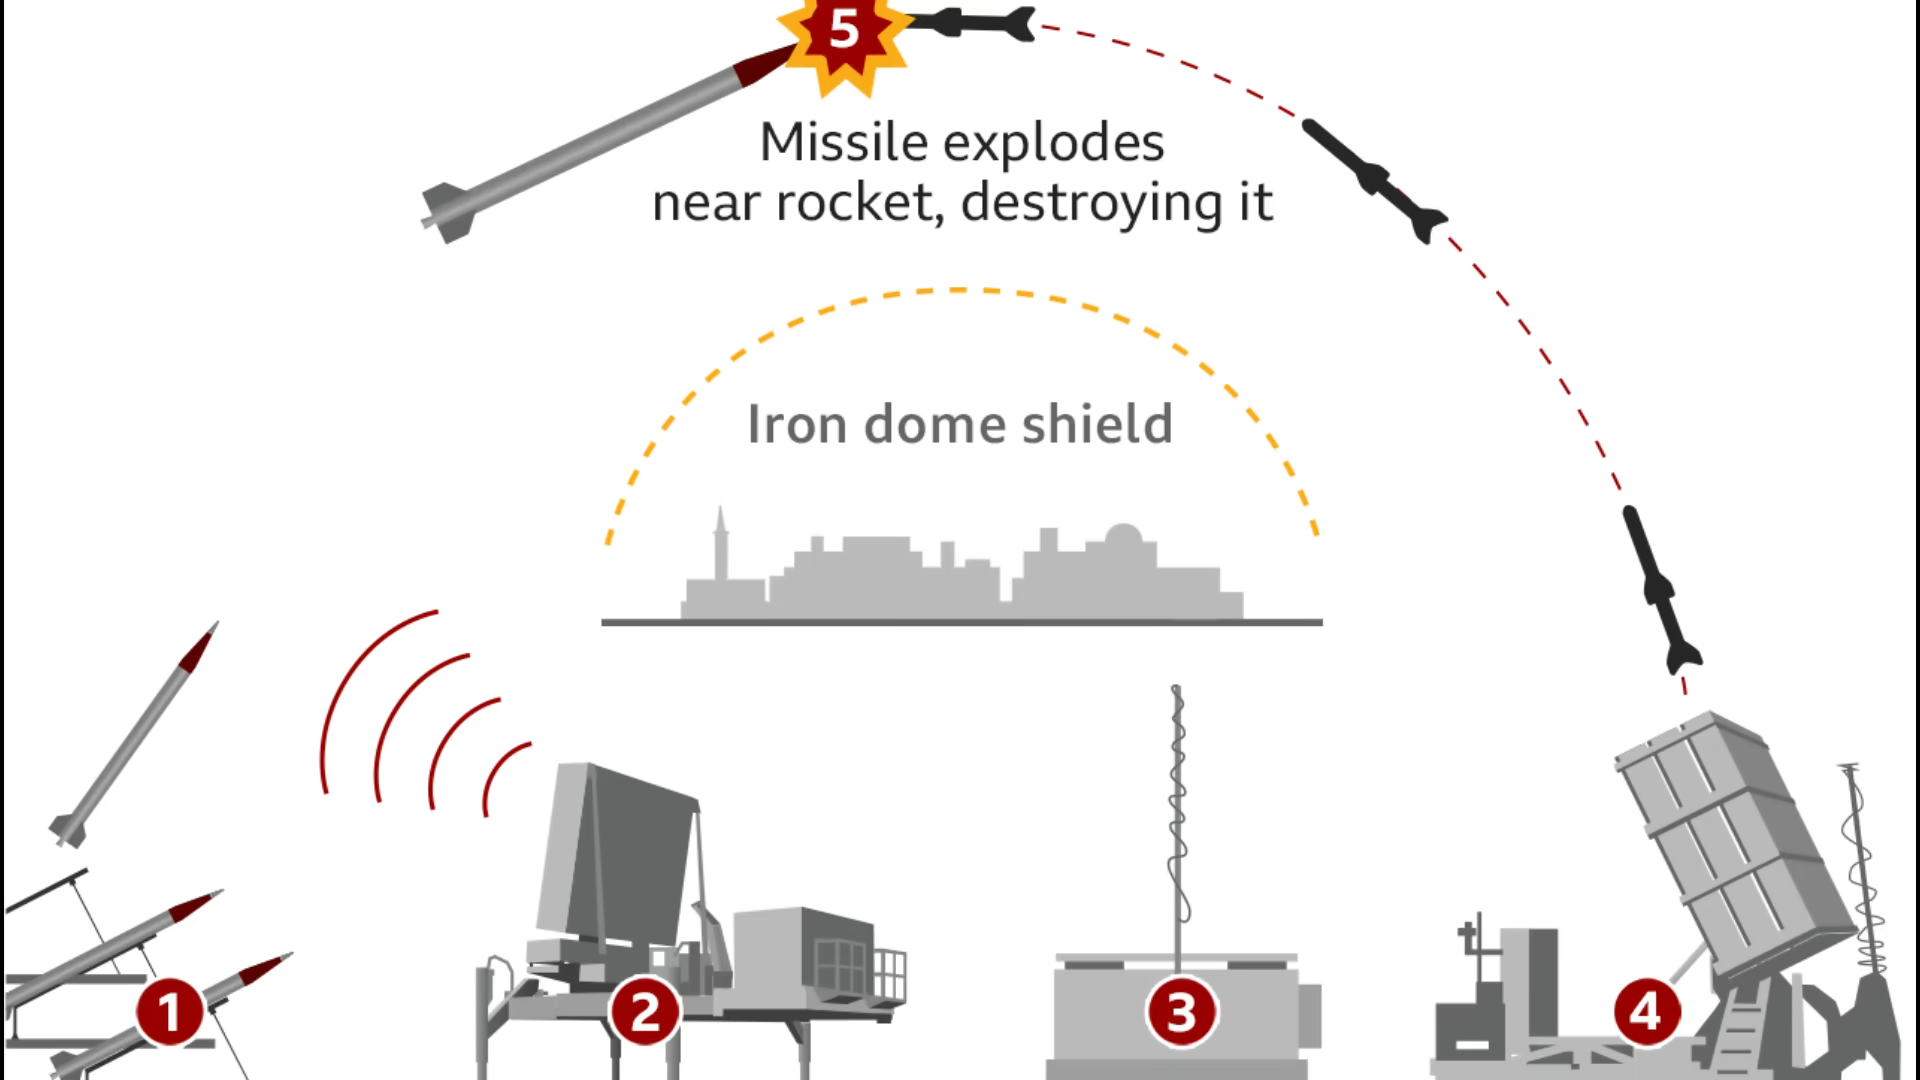 5
Missile explodes
near rocket, destroying it
Iron dome shield
1
2
3
4